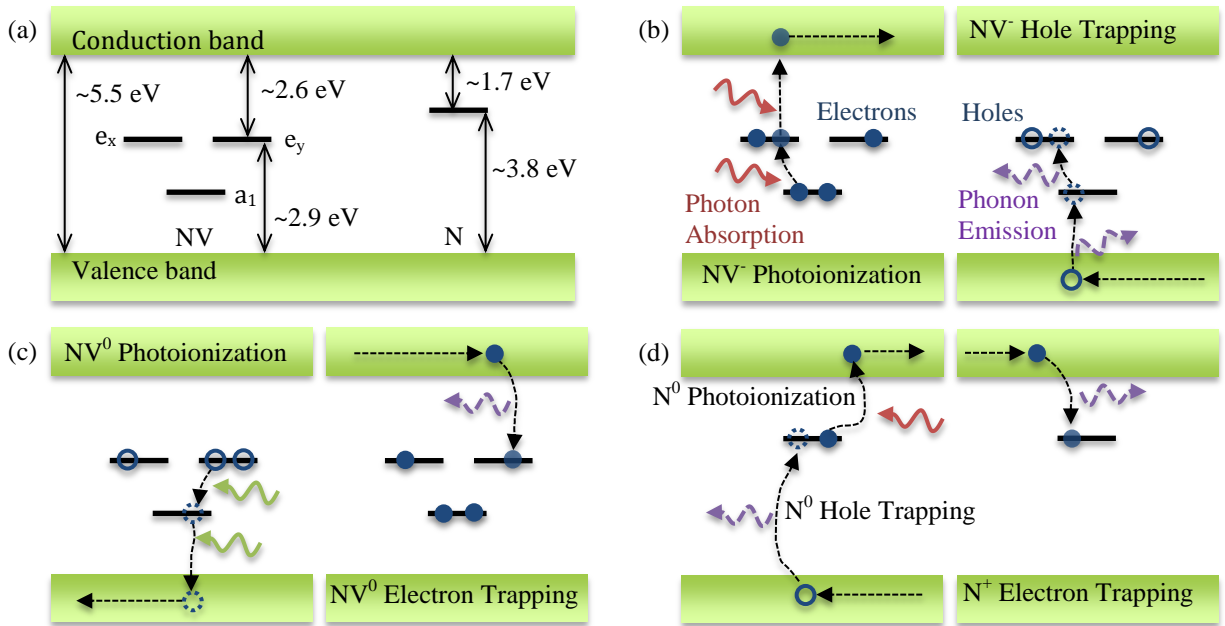 (a)
Conduction band
~5.5 eV
~2.6 eV
~1.7 eV
eₓ
e_y
a₁
~2.9 eV
~3.8 eV
NV
N
Valence band
(b)
NV⁻ Hole Trapping
Electrons
Holes
Photon
Absorption
Phonon
Emission
NV⁻ Photoionization
(c)
NV⁰ Photoionization
NV⁰ Electron Trapping
(d)
N⁰ Photoionization
N⁰ Hole Trapping
N⁺ Electron Trapping